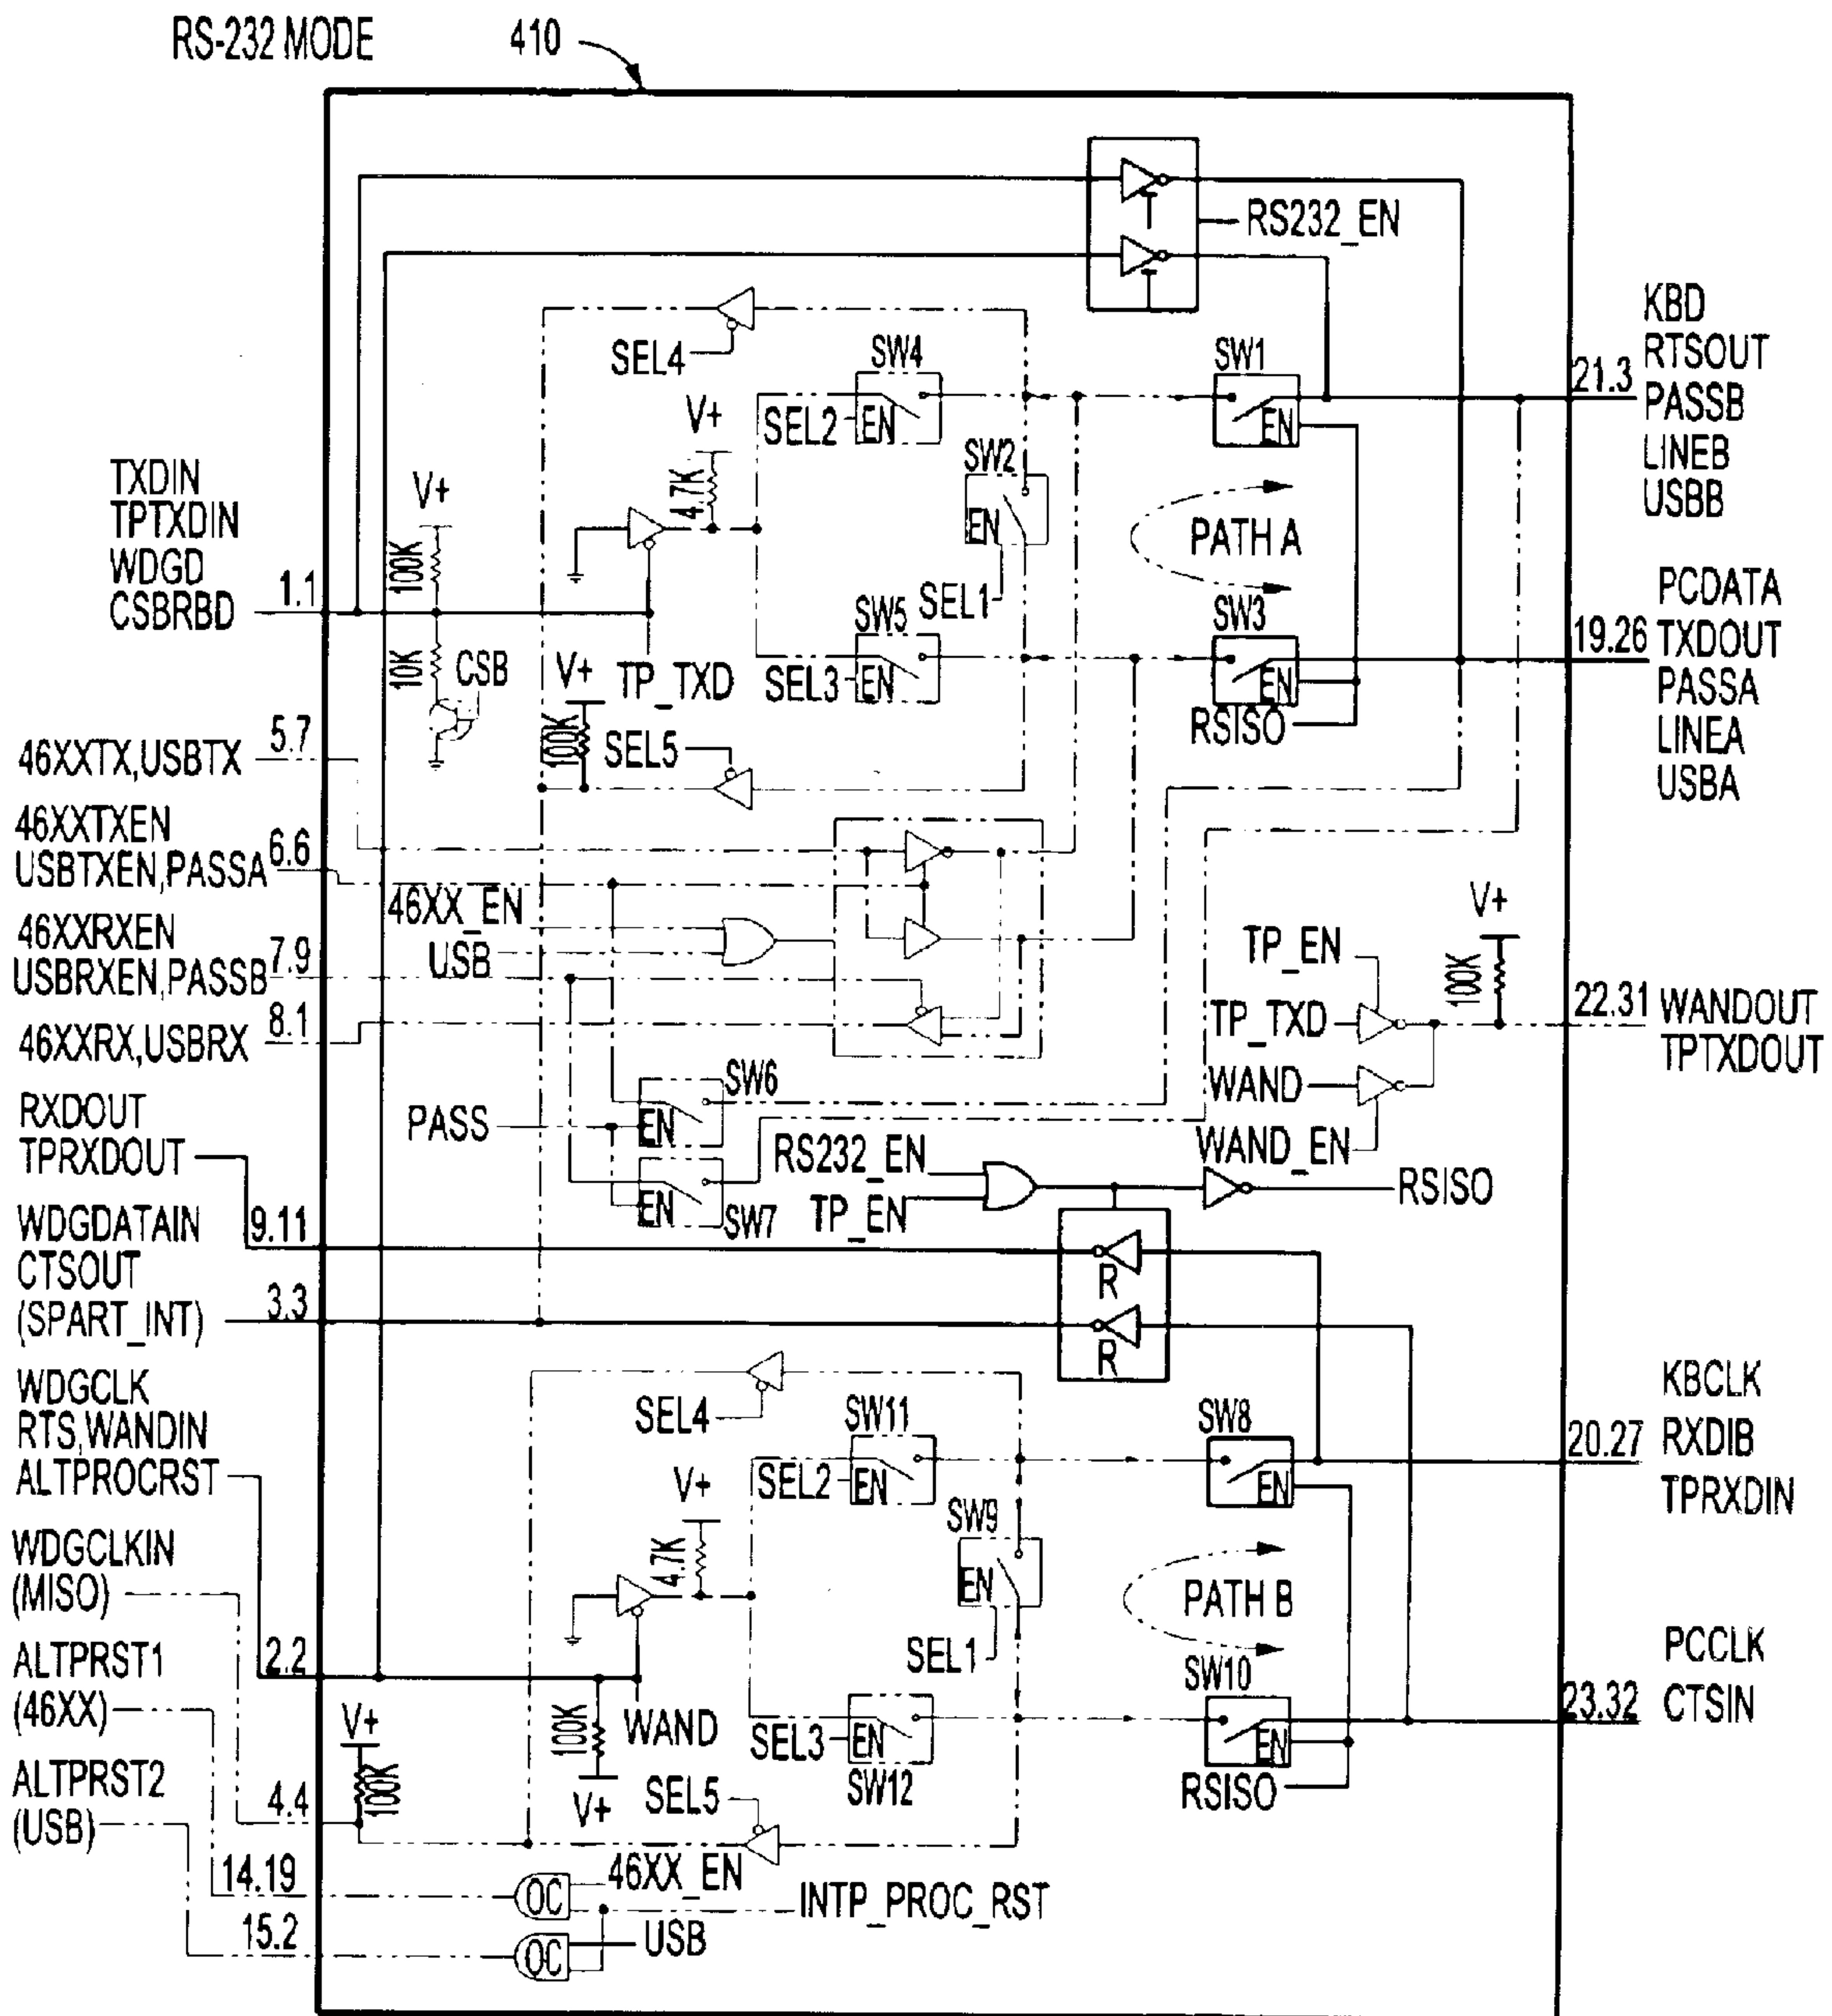 RS-232 MODE
410
RS232_EN
KBD
RTSOUT
PASSB
LINEB
USBB
21.3
SEL4
SW4
SW1
V+
SEL2
EN
EN
SW2
4.7K
TXDIN
TPTXDIN
WDGD
CSBRBD
1.1
V+
100K
EN
PATH A
SW5
SEL1
SW3
PCDATA
TXDOUT
PASSA
LINEA
USBA
19.26
10K
CSB
V+
TP_TXD
SEL3
EN
EN
RSISO
100K
SEL5
46XXTX,USBTX
5.7
46XXTXEN
USBTXEN,PASSA
6.6
46XX_EN
V+
46XXRXEN
USBRXEN,PASSB
7.9
USB
TP_EN
100K
46XXRX,USBRX
8.1
TP_TXD
22.31
WANDOUT
TPTXDOUT
SW6
WAND
RXDOUT
TPRXDOUT
PASS
EN
RS232_EN
WAND_EN
RSISO
EN
SW7
TP_EN
WDGDATAIN
CTSOUT
(SPART_INT)
9.11
3.3
R
R
WDGCLK
RTS,WANDIN
ALTPROCRST
SEL4
SW11
SW8
KBCLK
RXDIB
TPRXDIN
20.27
V+
SEL2
EN
EN
SW9
4.7K
WDGCLKIN
(MISO)
EN
PATH B
ALTPRST1
(46XX)
2.2
SEL1
SW10
PCCLK
CTSIN
23.32
V+
100K
WAND
SEL3
EN
EN
SW12
RSISO
ALTPRST2
(USB)
4.4
100K
V+
SEL5
14.19
OC
46XX_EN
INTP_PROC_RST
15.2
OC
USB